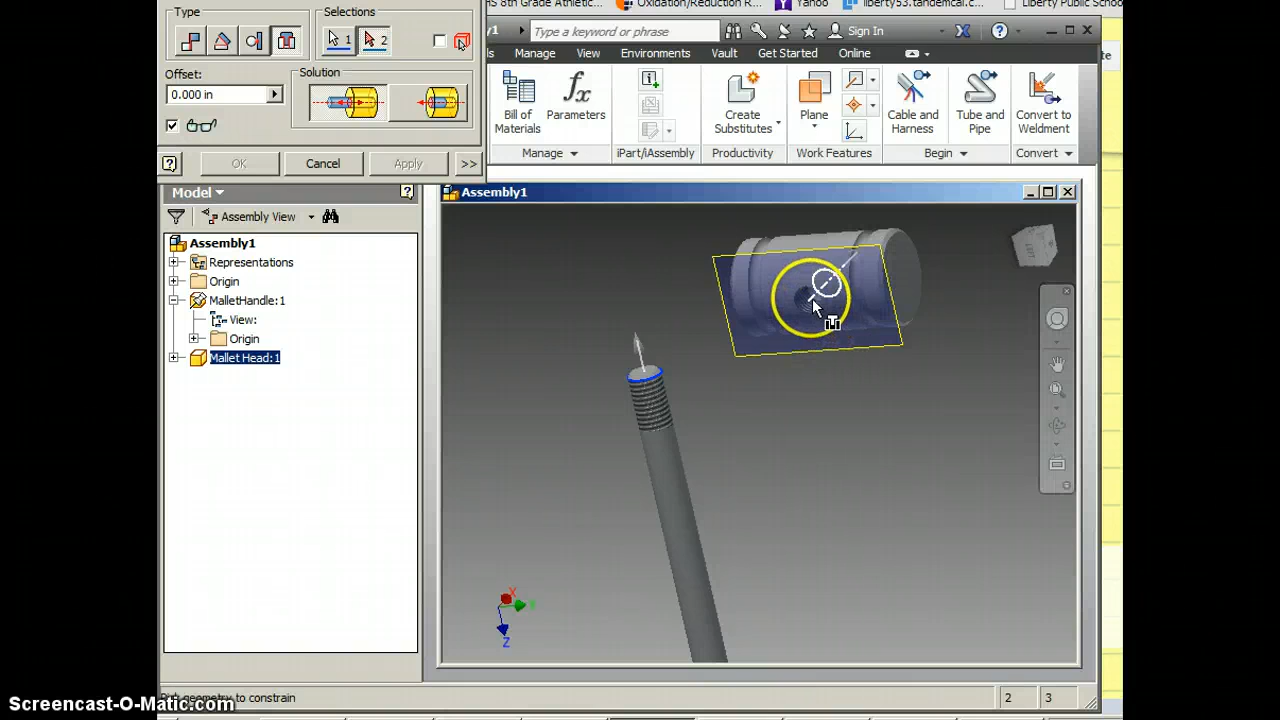 HS 8th Grade Athletic...
Oxidation/Reduction R...
Yahoo
liberty53.tandemcal.c...
Liberty Public School
Type
Selections
1
2
Offset:
0.000 in
Solution
OK
Cancel
Apply
>>
Type a keyword or phrase
Sign In
Manage
View
Environments
Vault
Get Started
Online
Bill of Materials
Parameters
Create Substitutes
Plane
Cable and Harness
Tube and Pipe
Convert to Weldment
Manage
iPart/iAssembly
Productivity
Work Features
Begin
Convert
Model
Assembly View
Assembly1
Representations
Origin
MalletHandle:1
View:
Origin
Mallet Head:1
Assembly1
LEFT
X
Y
Z
geometry to constrain
2
3
Screencast-O-Matic.com